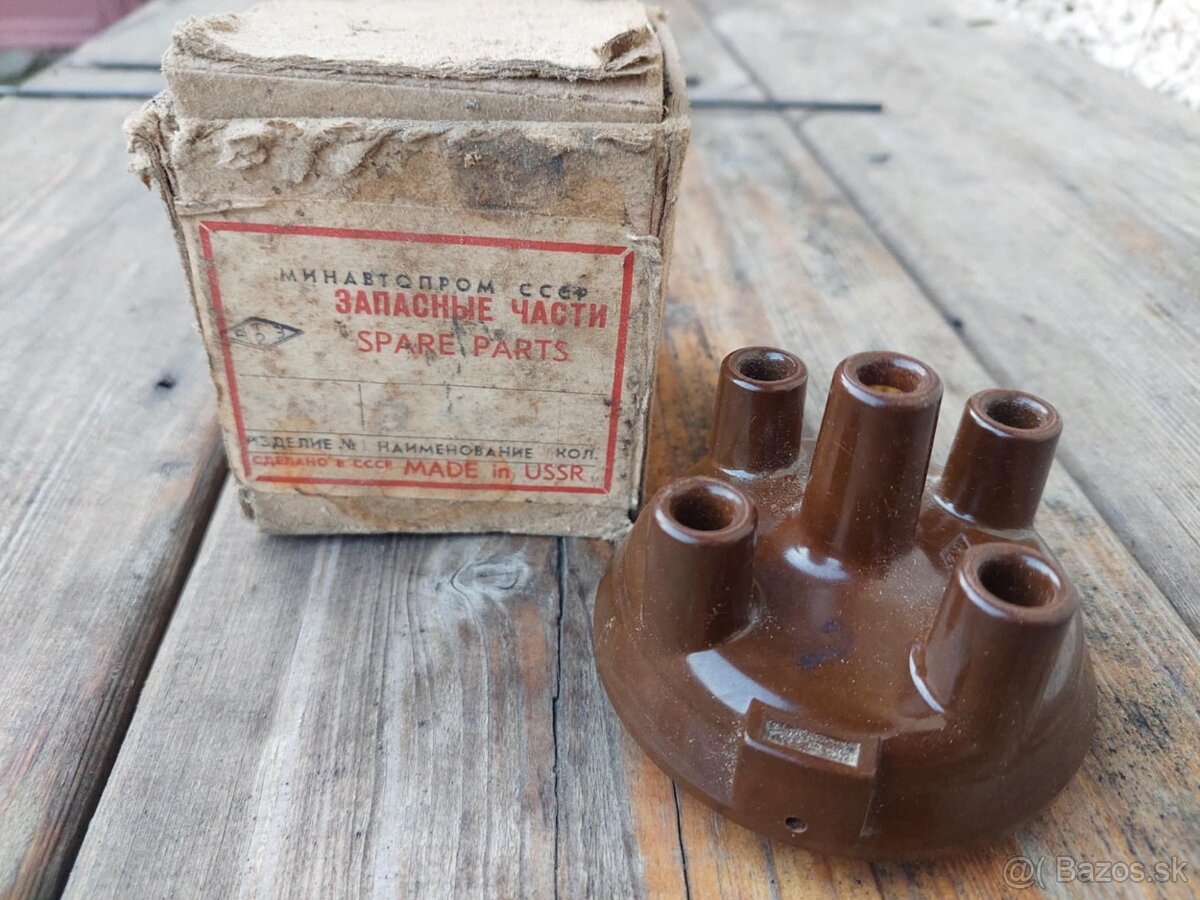 МИНАВТОПРОМ СССР
ЗАПАСНЫЕ ЧАСТИ
SPARE PARTS
ИЗДЕЛИЕ № НАИМЕНОВАНИЕ КОЛ.
СДЕЛАНО В СССР MADE in USSR
@( Bazos.sk